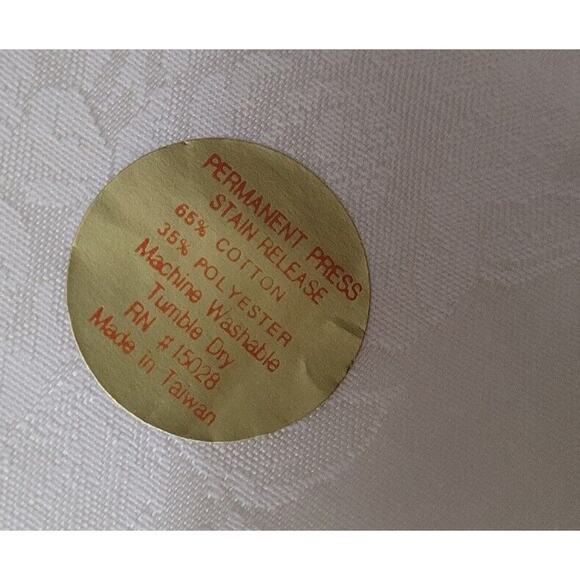 PERMANENT PRESS
STAIN RELEASE
65% COTTON
35% POLYESTER
Machine Washable
Tumble Dry
RN #15028
Made in Taiwan